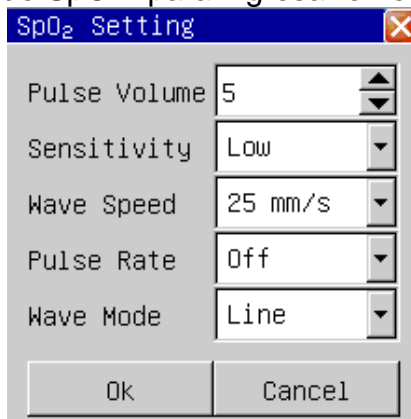 SpO₂ Setting
Pulse Volume 5
Sensitivity Low
Wave Speed 25 mm/s
Pulse Rate Off
Wave Mode Line
Ok Cancel